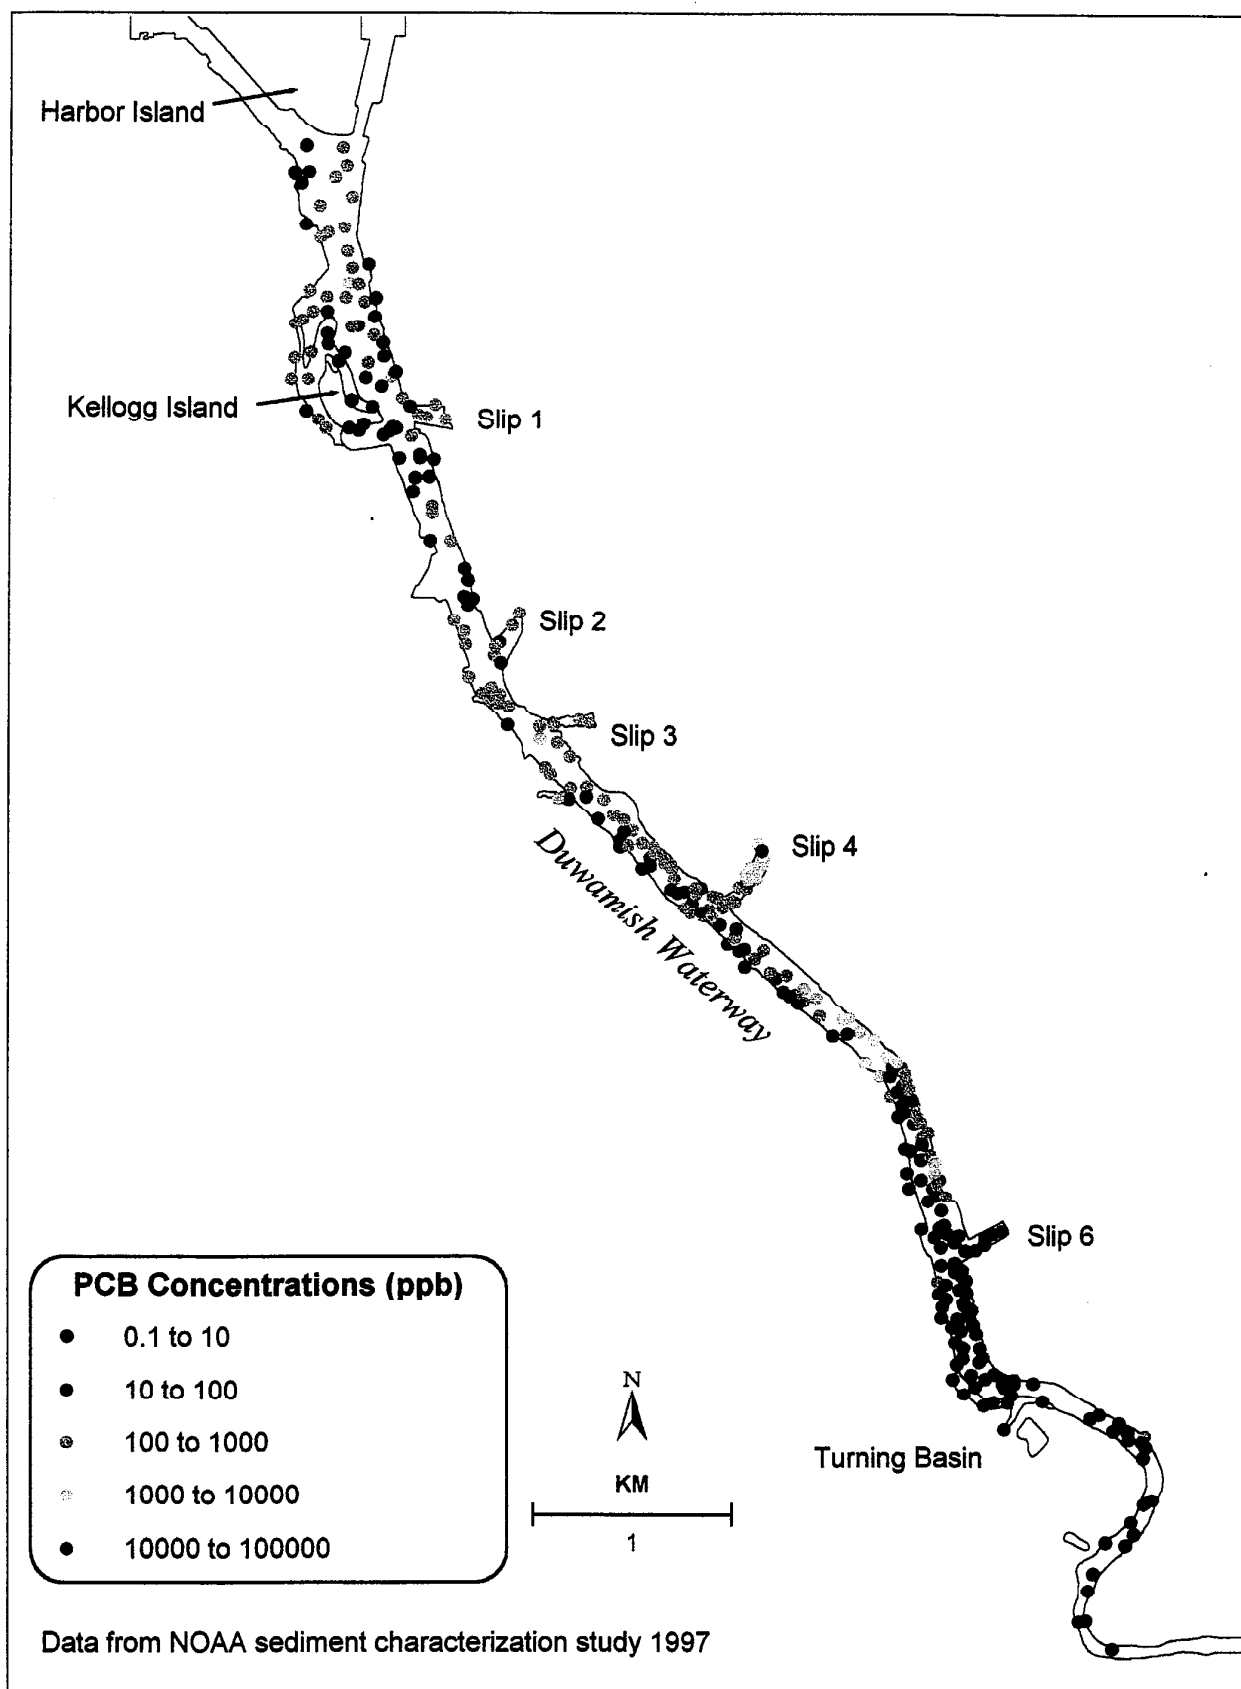 Harbor Island
Kellogg Island
Slip 1
Slip 2
Slip 3
Slip 4
Duwamish Waterway
Slip 6
PCB Concentrations (ppb)
0.1 to 10
10 to 100
100 to 1000
1000 to 10000
10000 to 100000
N
KM
1
Turning Basin
Data from NOAA sediment characterization study 1997